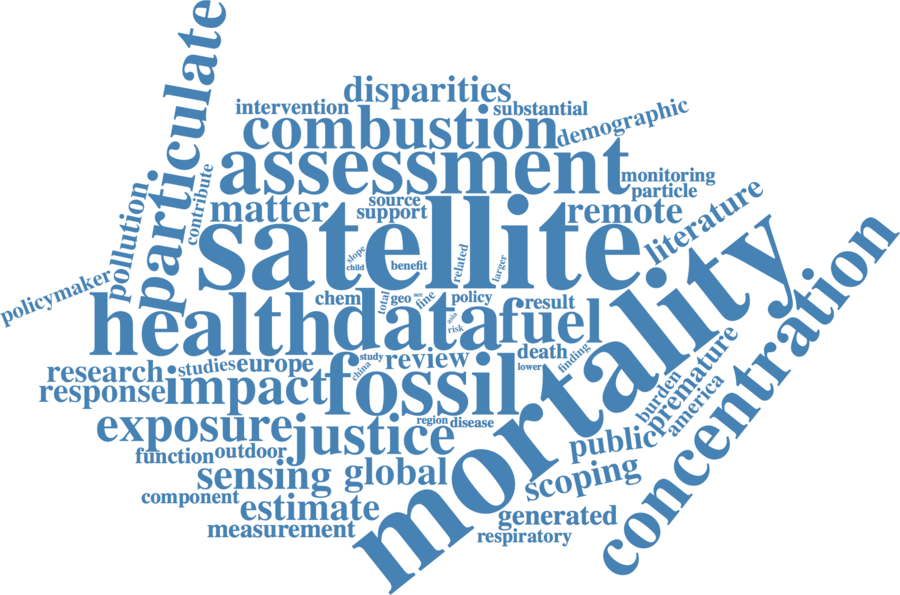 particulate
disparities
intervention
substantial
combustion
demographic
assessment
monitoring
particle
contribute
pollution
policymaker
matter
source
support
remote
literature
satellite
slope
child
benefit
related
larger
mortality
concentration
health
chem
total
geo
fine
policy
data
risk
result
fuel
research
studies
europe
study
china
review
death
lower
finding
response
impact
fossil
burden
premature
america
exposure
justice
region
disease
public
function
outdoor
sensing
global
scoping
component
estimate
generated
measurement
respiratory